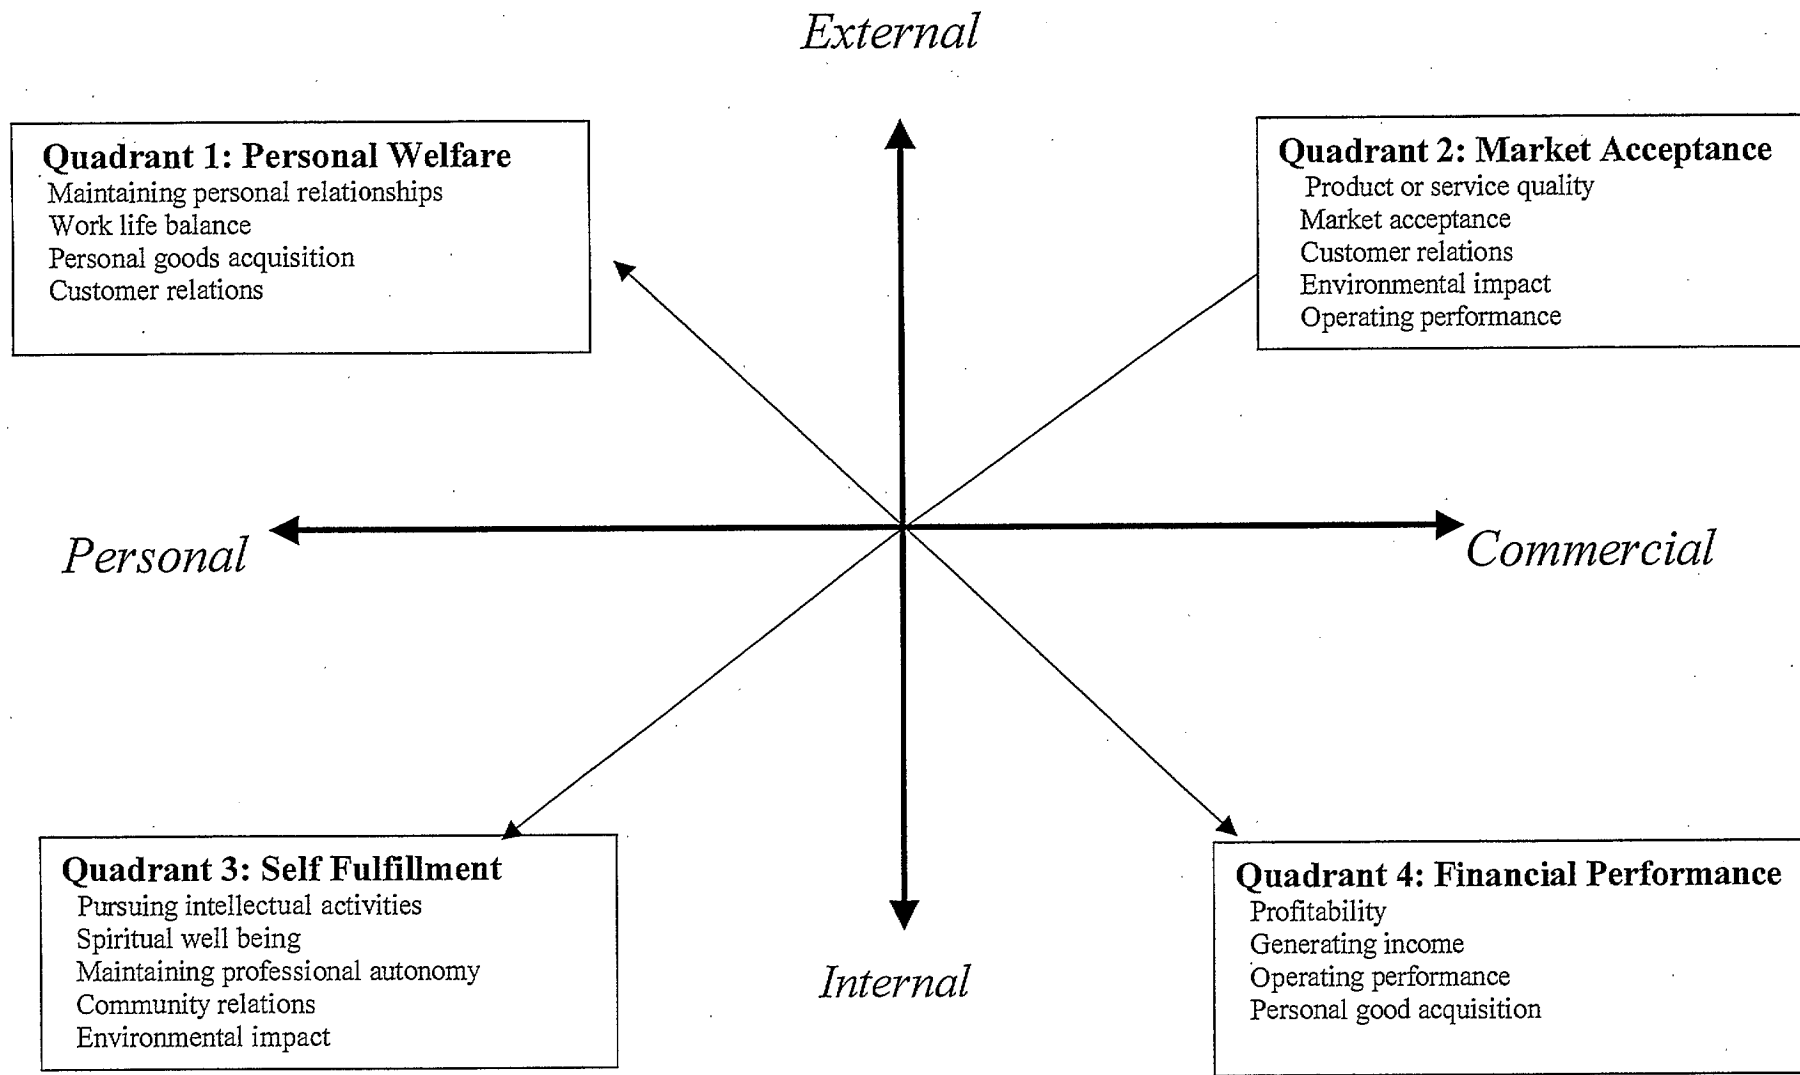 External
Quadrant 1: Personal Welfare
Maintaining personal relationships
Work life balance
Personal goods acquisition
Customer relations
Quadrant 2: Market Acceptance
Product or service quality
Market acceptance
Customer relations
Environmental impact
Operating performance
Personal
Commercial
Quadrant 3: Self Fulfillment
Pursuing intellectual activities
Spiritual well being
Maintaining professional autonomy
Community relations
Environmental impact
Internal
Quadrant 4: Financial Performance
Profitability
Generating income
Operating performance
Personal good acquisition